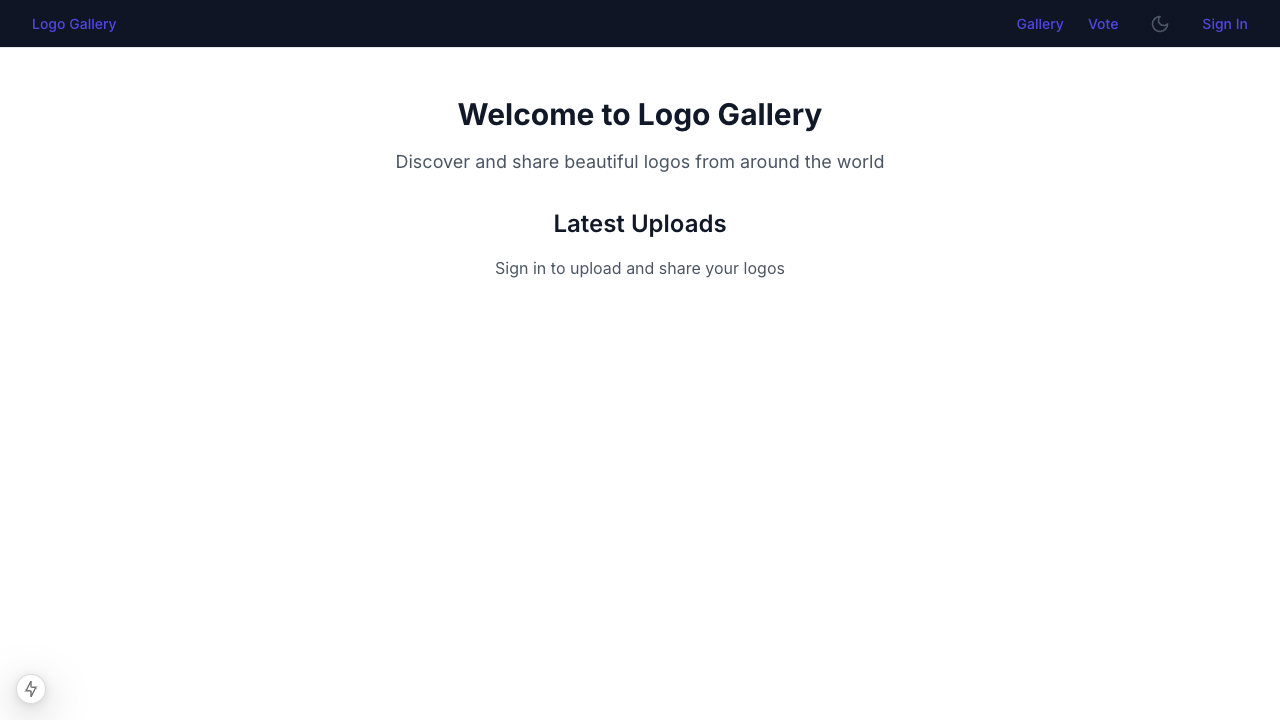 Logo Gallery
Gallery
Vote
Sign In
Welcome to Logo Gallery
Discover and share beautiful logos from around the world
Latest Uploads
Sign in to upload and share your logos